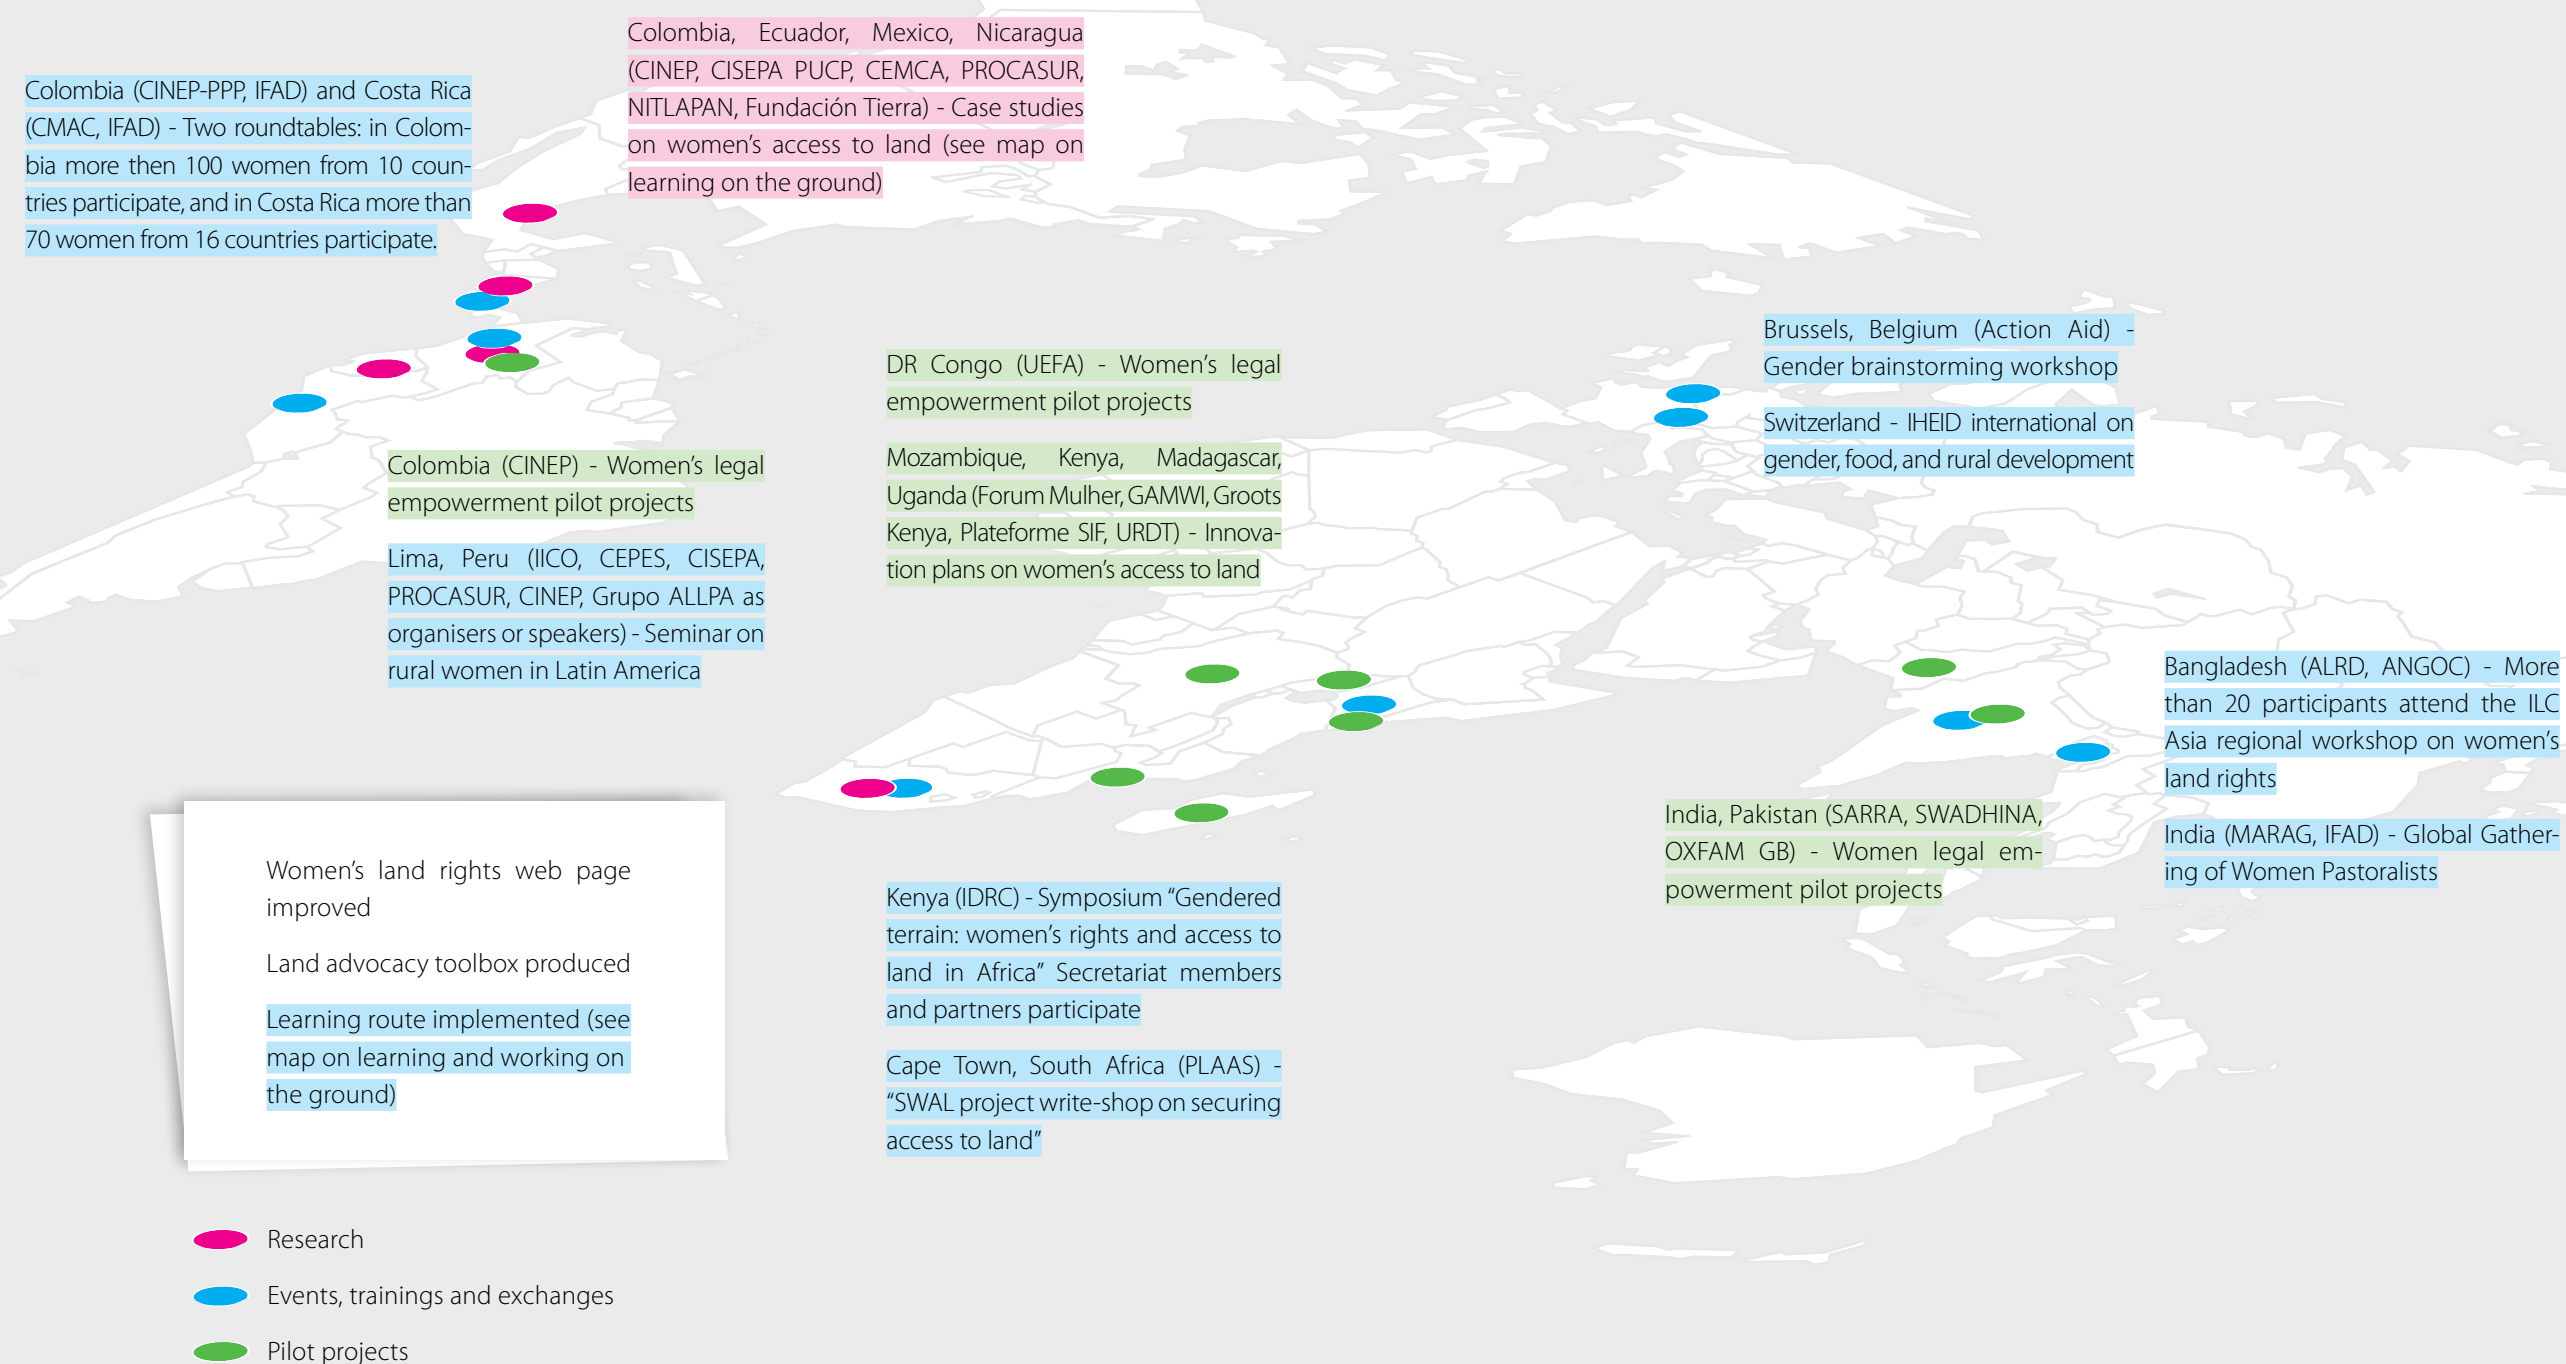 Colombia (CINEP-PPP, IFAD) and Costa Rica
(CMAC, IFAD) - Two roundtables: in Colom-
bia more then 100 women from 10 coun-
tries participate, and in Costa Rica more than
70 women from 16 countries participate.
Colombia, Ecuador, Mexico, Nicaragua
(CINEP, CISEPA PUCP, CEMCA, PROCASUR,
NITLAPAN, Fundación Tierra) - Case studies
on women's access to land (see map on
learning on the ground)
Colombia (CINEP) - Women's legal
empowerment pilot projects
Lima, Peru (IICO, CEPES, CISEPA,
PROCASUR, CINEP, Grupo ALLPA as
organisers or speakers) - Seminar on
rural women in Latin America
DR Congo (UEFA) - Women's legal
empowerment pilot projects
Mozambique, Kenya, Madagascar,
Uganda (Forum Mulher, GAMWI, Groots
Kenya, Plateforme SIF, URDT) - Innova-
tion plans on women's access to land
Brussels, Belgium (Action Aid) -
Gender brainstorming workshop
Switzerland - IHEID international on
gender, food, and rural development
Bangladesh (ALRD, ANGOC) - More
than 20 participants attend the ILC
Asia regional workshop on women's
land rights
India (MARAG, IFAD) - Global Gather-
ing of Women Pastoralists
India, Pakistan (SARRA, SWADHINA,
OXFAM GB) - Women legal em-
powerment pilot projects
Kenya (IDRC) - Symposium "Gendered
terrain: women's rights and access to
land in Africa" Secretariat members
and partners participate
Cape Town, South Africa (PLAAS) -
"SWAL project write-shop on securing
access to land"
Women's land rights web page
improved
Land advocacy toolbox produced
Learning route implemented (see
map on learning and working on
the ground)
Research
Events, trainings and exchanges
Pilot projects